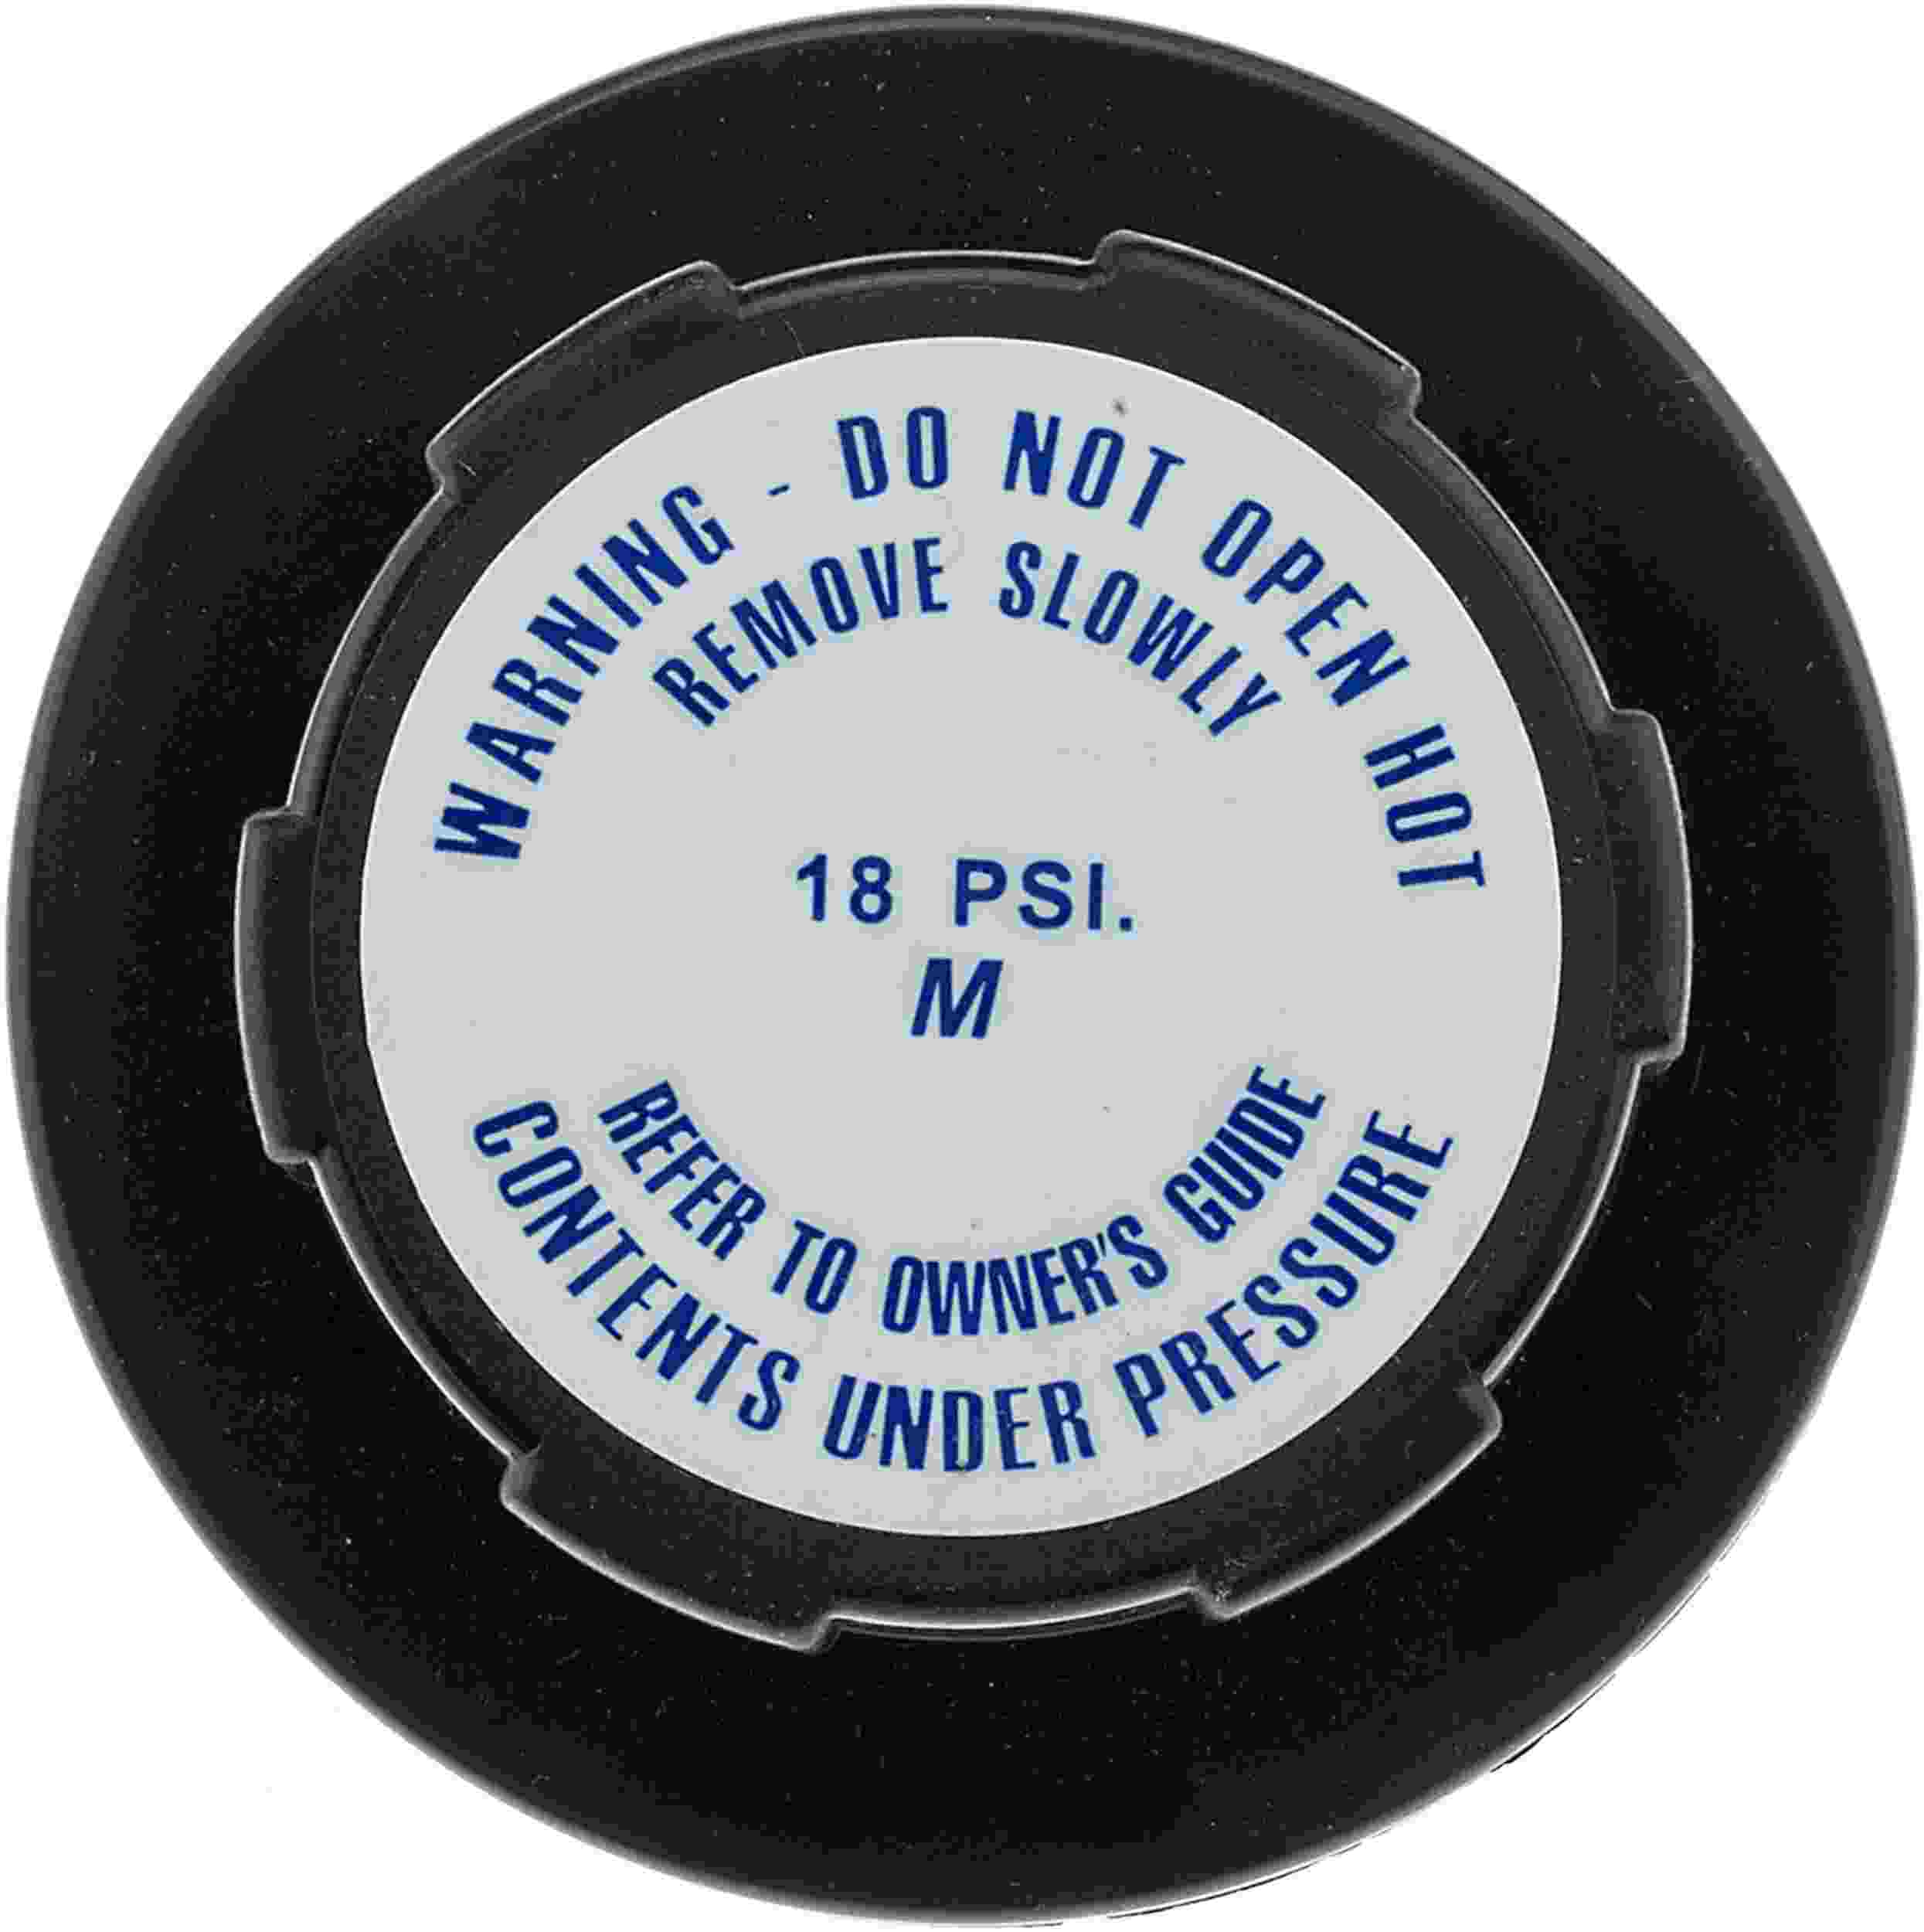 WARNING - DO NOT OPEN HOT
REMOVE SLOWLY
18 PSI.
M
REFER TO OWNER'S GUIDE
CONTENTS UNDER PRESSURE